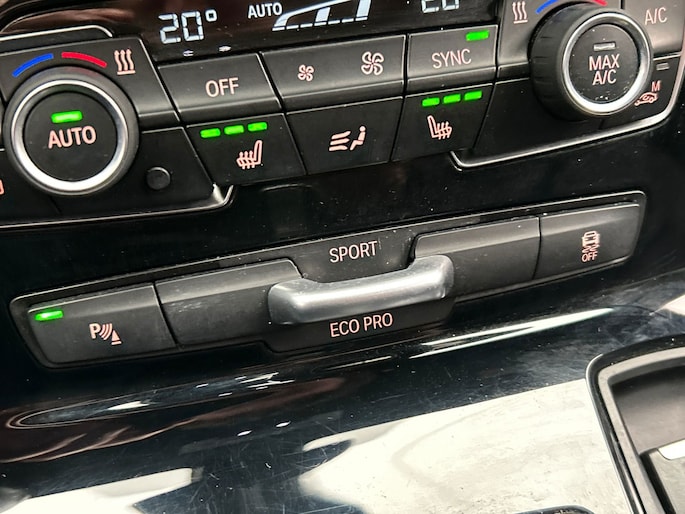 20° AUTO
OFF SYNC MAX A/C A/C
AUTO M
SPORT OFF
P ECO PRO